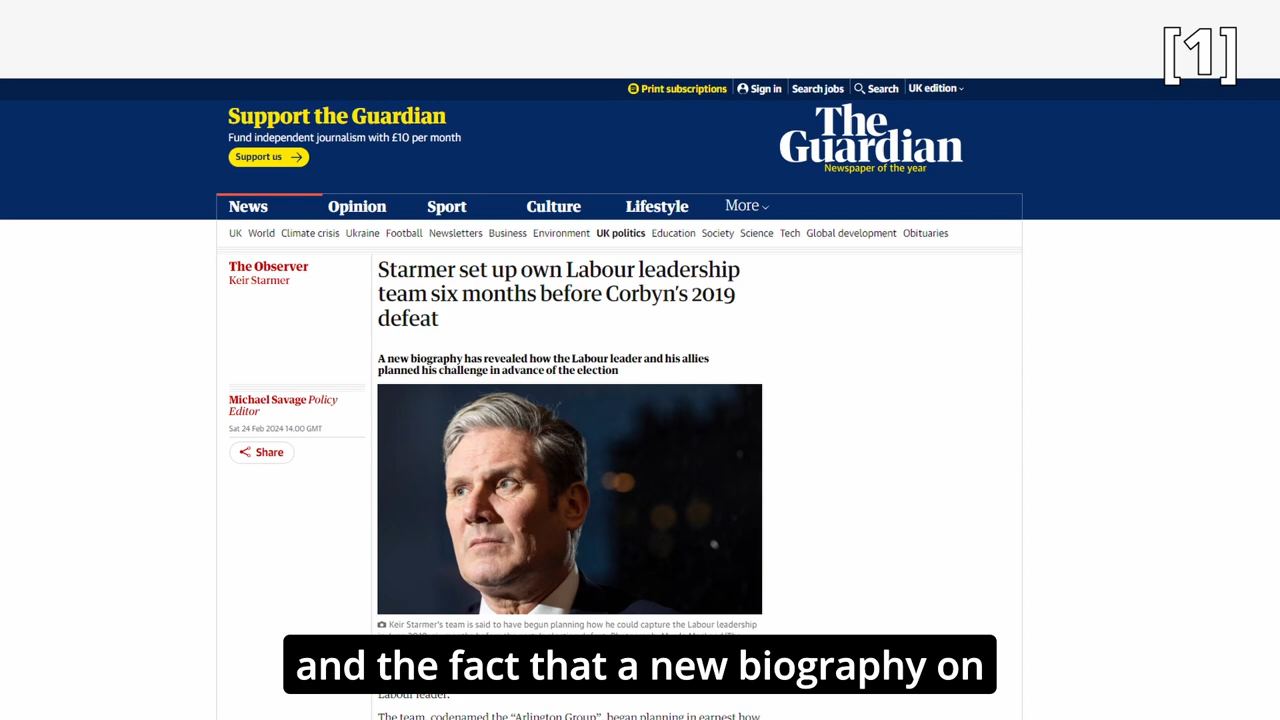 [1]
Print subscriptions
Sign in
Search jobs
Search
UK edition
Support the Guardian
Fund independent journalism with £10 per month
Support us
The
Guardian
Newspaper of the year
News
Opinion
Sport
Culture
Lifestyle
More
UK World Climate crisis Ukraine Football Newsletters Business Environment UK politics Education Society Science Tech Global development Obituaries
The Observer
Keir Starmer
Starmer set up own Labour leadership
team six months before Corbyn's 2019
defeat
A new biography has revealed how the Labour leader and his allies
planned his challenge in advance of the election
Michael Savage Policy
Editor
Sat 24 Feb 2024 14.00 GMT
Share
Keir Starmer's team is said to have begun planning how he could capture the Labour leadership
and the fact that a new biography on
Labour leader.
The team, codenamed the “Arlington Group”, began planning in earnest how